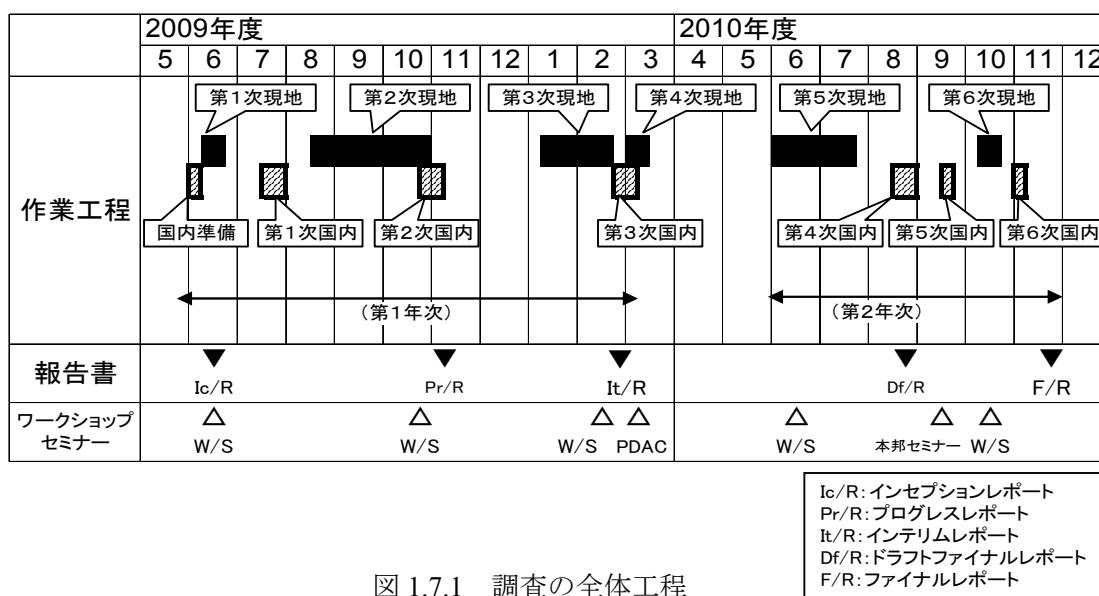 2009年度 2010年度
5 6 7 8 9 10 11 12 1 2 3 4 5 6 7 8 9 10 11 12
第1次現地 第2次現地 第3次現地 第4次現地 第5次現地 第6次現地
作業工程
国内準備 第1次国内 第2次国内 第3次国内 第4次国内 第5次国内 第6次国内
(第1年次) (第2年次)
報告書
Ic/R Pr/R It/R Df/R F/R
ワークショップ
セミナー
W/S W/S W/S PDAC W/S 本邦セミナー W/S
Ic/R:インセプションレポート
Pr/R:プログレスレポート
It/R:インテリムレポート
Df/R:ドラフトファイナルレポート
F/R:ファイナルレポート
図 1.7.1 調査の全体工程